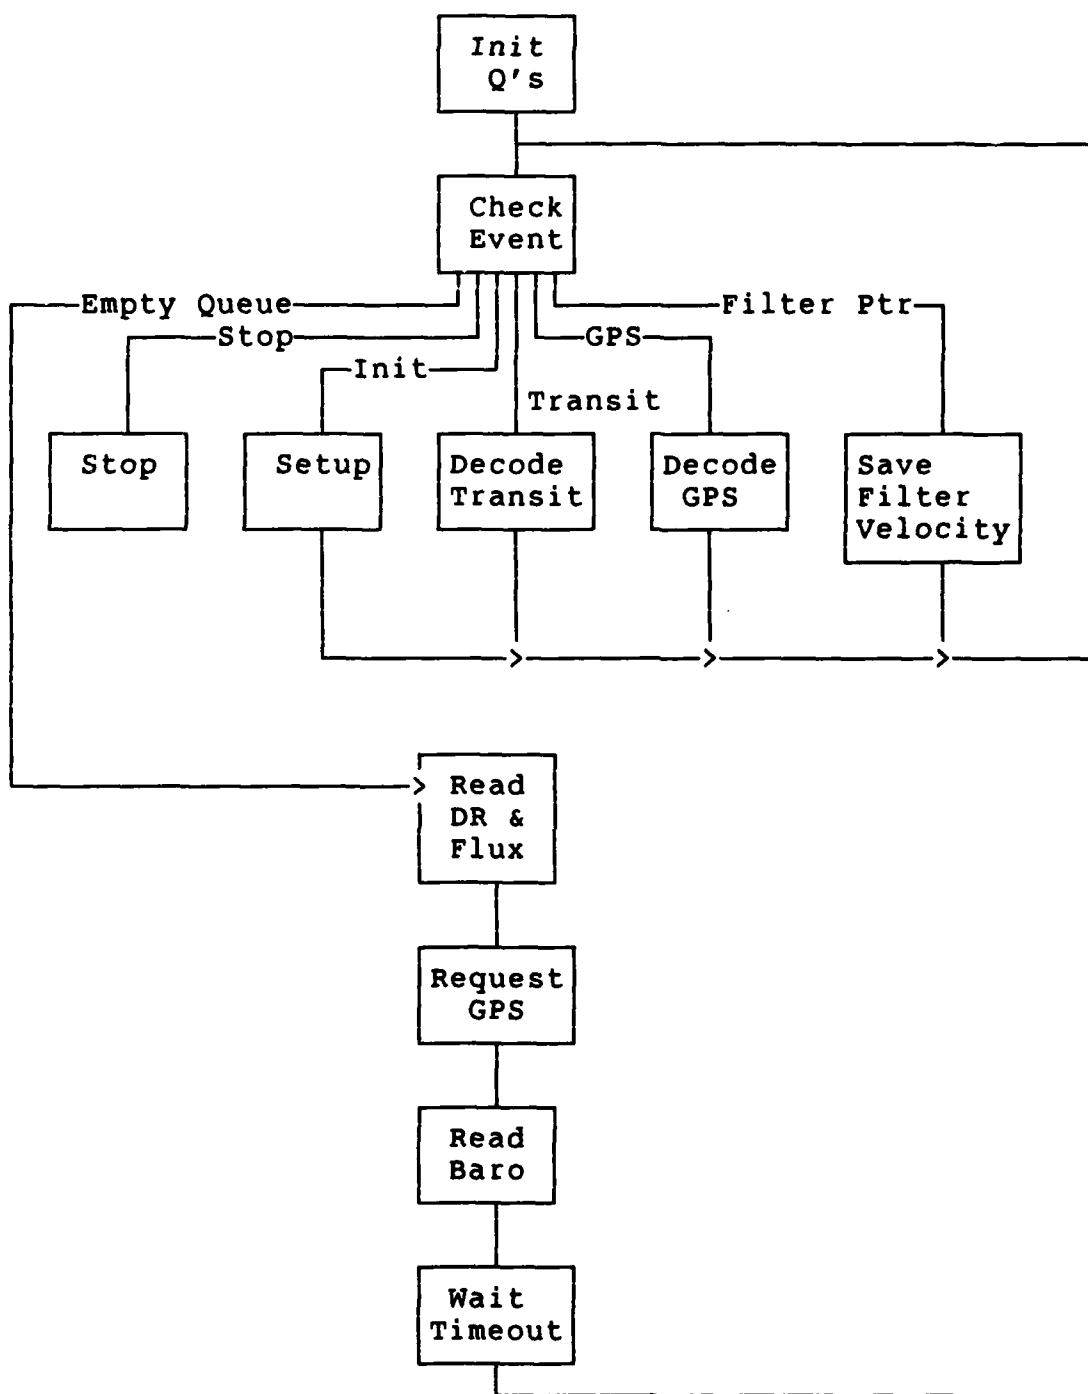 Init
Q's
Check
Event
Empty Queue
Filter Ptr
Stop
GPS
Init
Transit
Stop
Setup
Decode
Transit
Decode
GPS
Save
Filter
Velocity
Read
DR &
Flux
Request
GPS
Read
Baro
Wait
Timeout